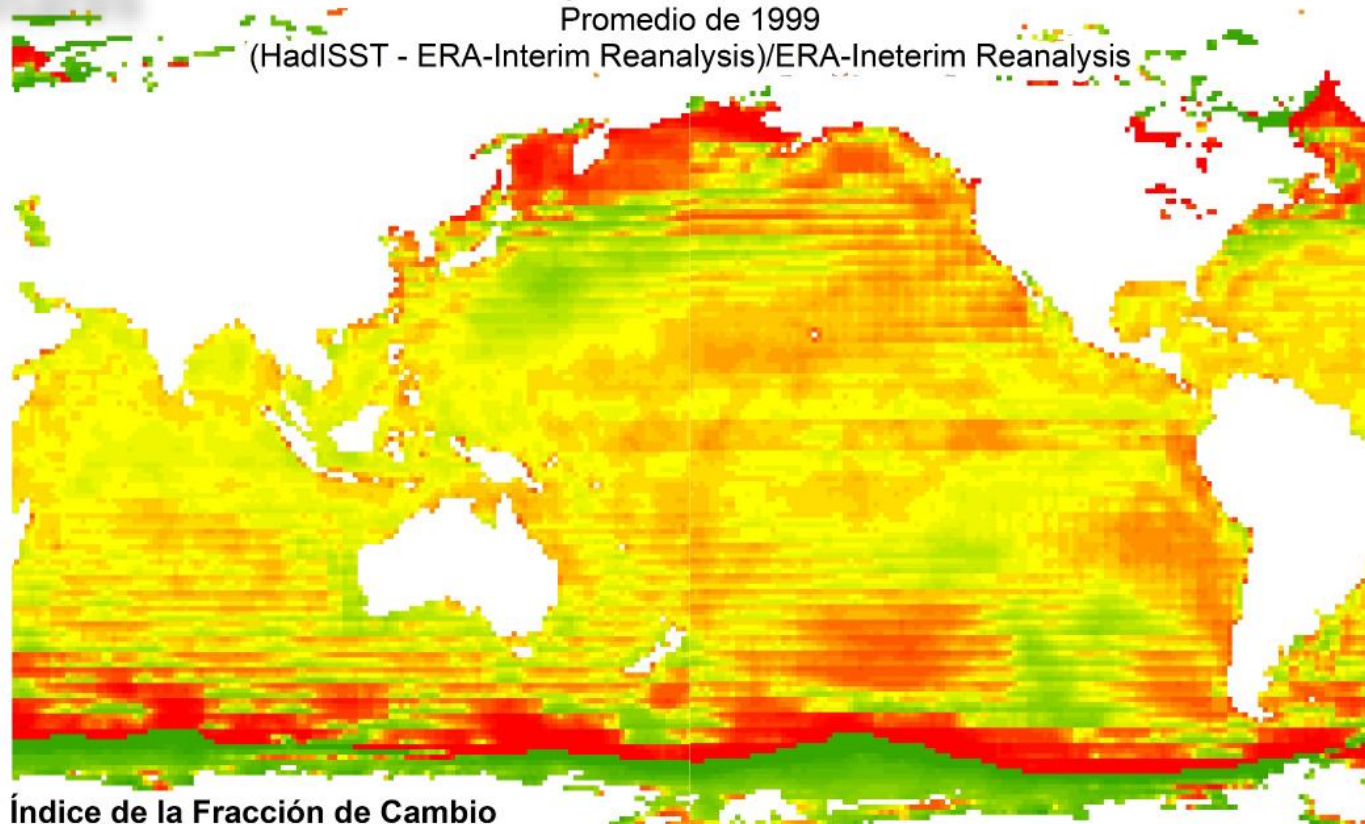 Promedio de 1999
(HadISST - ERA-Interim Reanalysis)/ERA-Ineterim Reanalysis
Índice de la Fracción de Cambio